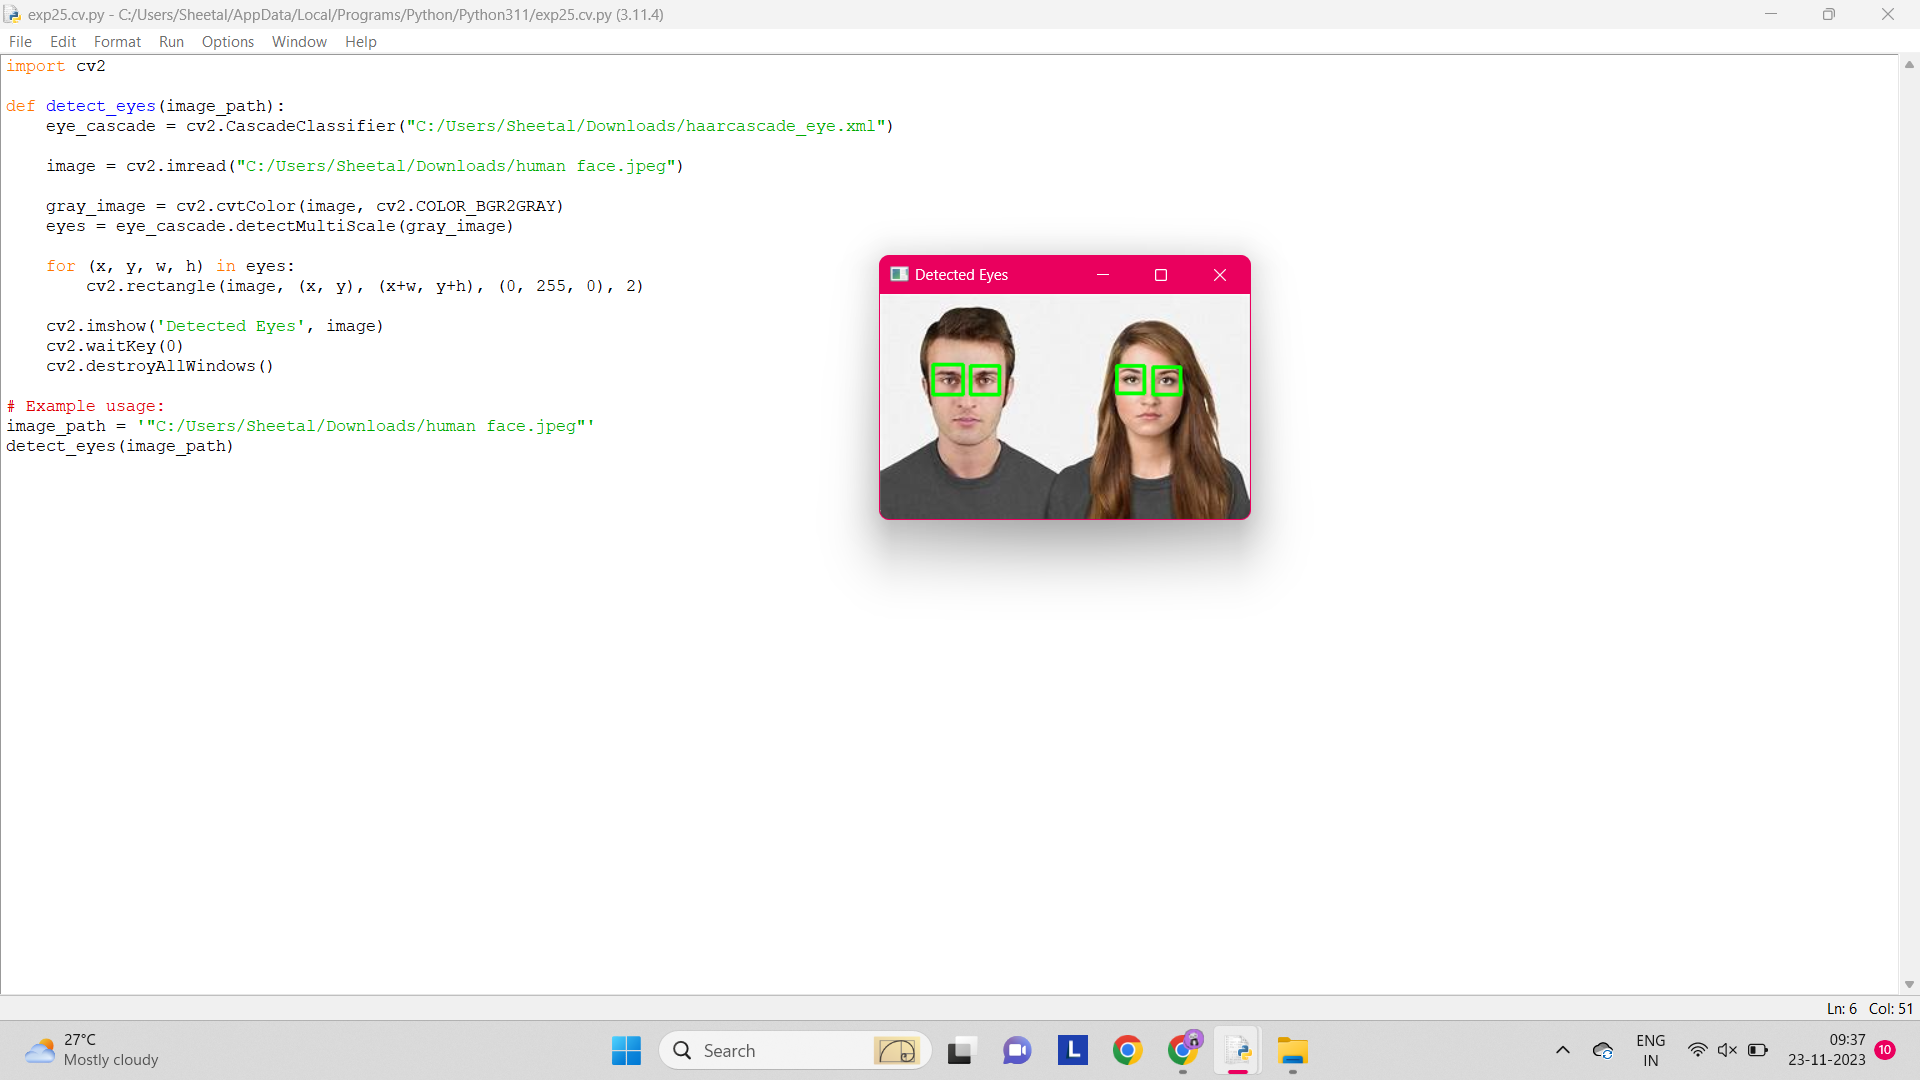 exp25.cv.py - C:/Users/Sheetal/AppData/Local/Programs/Python/Python311/exp25.cv.py (3.11.4)
File Edit Format Run Options Window Help
import cv2
def detect_eyes(image_path):
    eye_cascade = cv2.CascadeClassifier("C:/Users/Sheetal/Downloads/haarcascade_eye.xml")
    image = cv2.imread("C:/Users/Sheetal/Downloads/human face.jpeg")
    gray_image = cv2.cvtColor(image, cv2.COLOR_BGR2GRAY)
    eyes = eye_cascade.detectMultiScale(gray_image)
    for (x, y, w, h) in eyes:
        cv2.rectangle(image, (x, y), (x+w, y+h), (0, 255, 0), 2)
    cv2.imshow('Detected Eyes', image)
    cv2.waitKey(0)
    cv2.destroyAllWindows()
# Example usage:
image_path = '"C:/Users/Sheetal/Downloads/human face.jpeg"'
detect_eyes(image_path)
Detected Eyes
Ln: 6 Col: 51
27°C
Mostly cloudy
Search
L
ENG
IN
09:37
23-11-2023
10